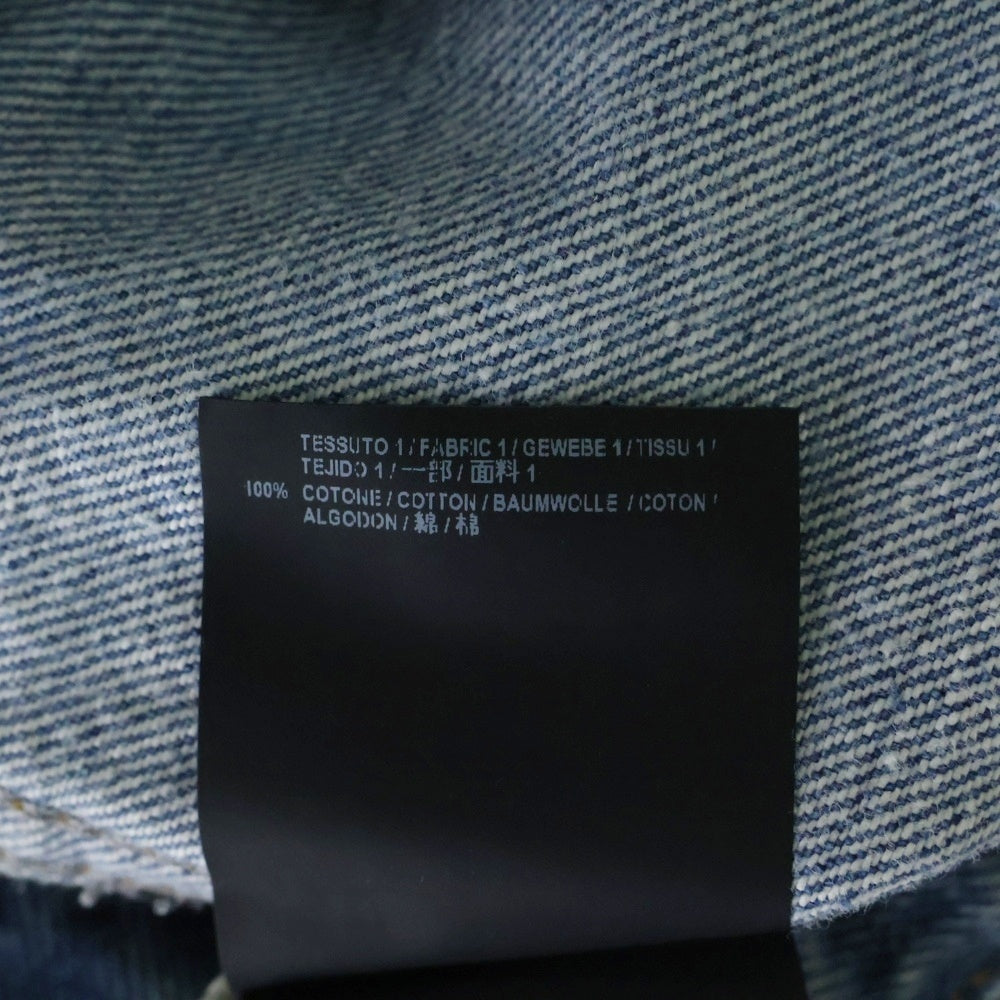 TESSUTO 1 / FABRIC 1 / GEWEBE 1 / TISSU 1 /
TEJIDO 1 / 一部 / 面料 1
100% COTONE / COTTON / BAUMWOLLE / COTON /
ALGODON / 綿 / 棉